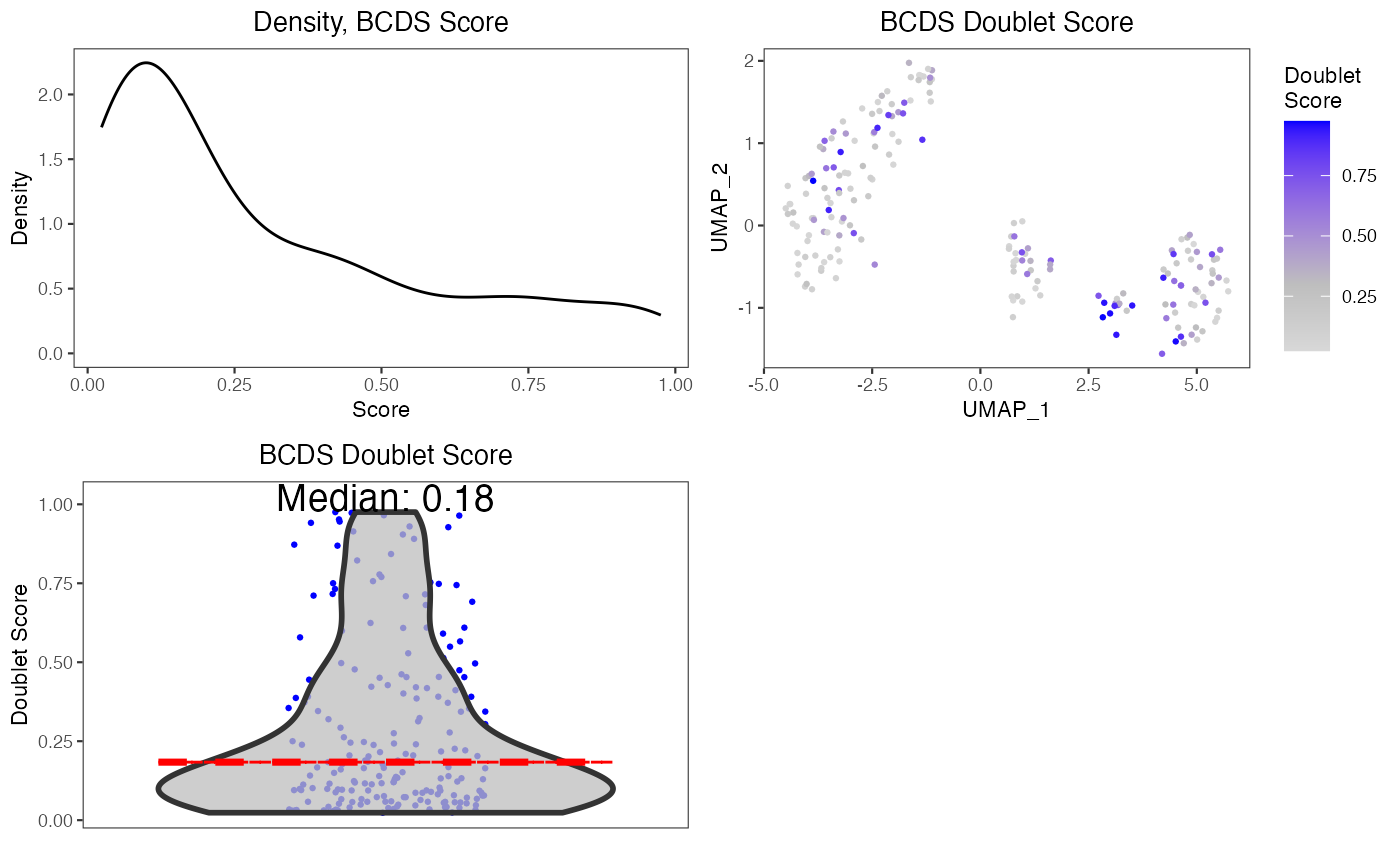 Density, BCDS Score
Density
2.0
1.5
1.0
0.5
0.0
0.00 0.25 0.50 0.75 1.00
Score
BCDS Doublet Score
UMAP_2
2
1
0
-1
-5.0 -2.5 0.0 2.5 5.0
UMAP_1
Doublet
Score
0.75
0.50
0.25
BCDS Doublet Score
Median: 0.18
Doublet Score
1.00
0.75
0.50
0.25
0.00